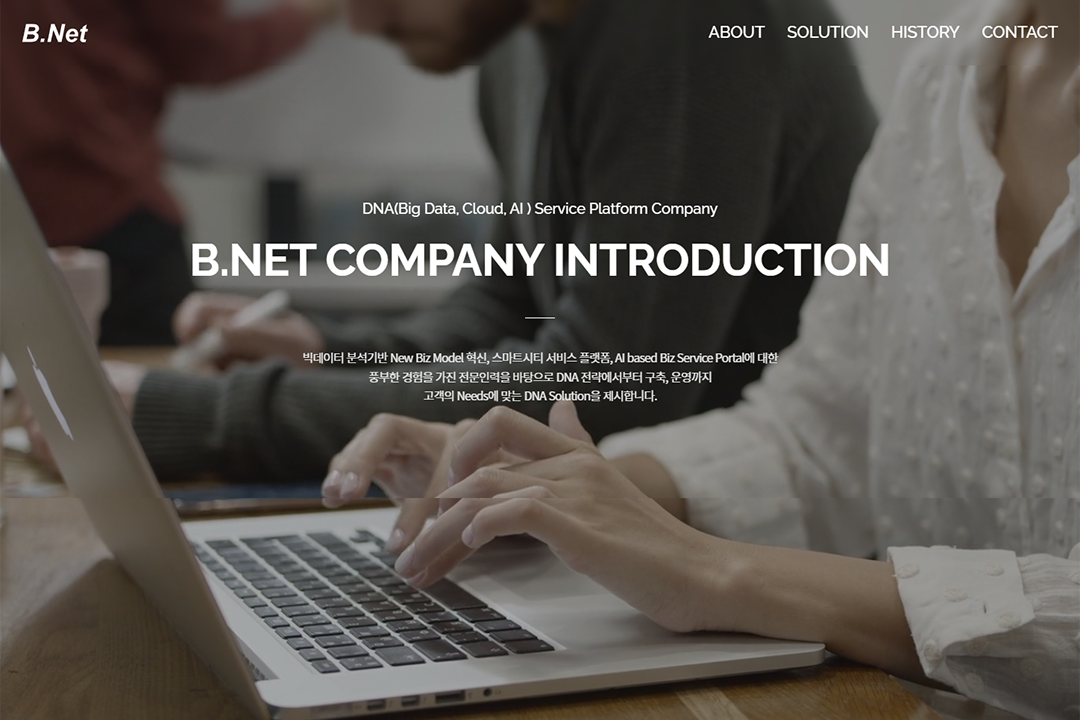 B.Net
ABOUT SOLUTION HISTORY CONTACT
DNA(Big Data, Cloud, AI ) Service Platform Company
B.NET COMPANY INTRODUCTION
빅데이터 분석기반 New Biz Model 혁신, 스마트시티 서비스 플랫폼, AI based Biz Service Portal에 대한
풍부한 경험을 가진 전문인력을 바탕으로 DNA 전략에서부터 구축, 운영까지
고객의 Needs에 맞는 DNA Solution을 제시합니다.